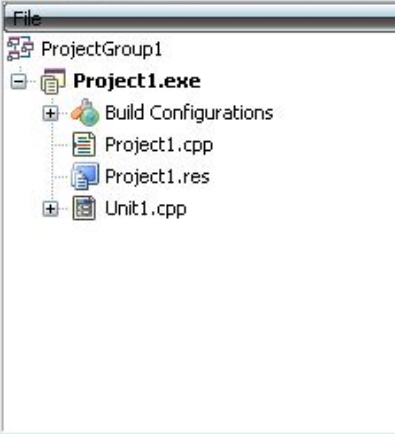 File
ProjectGroup1
Project1.exe
Build Configurations
Project1.cpp
Project1.res
Unit1.cpp